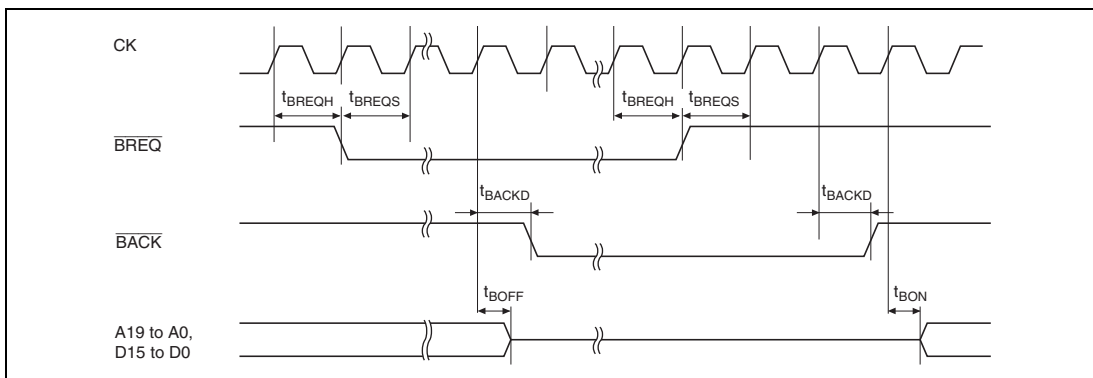 CK
tBREQH tBREQS tBREQH tBREQS
BREQ
tBACKD tBACKD
BACK
tBOFF tBON
A19 to A0,
D15 to D0